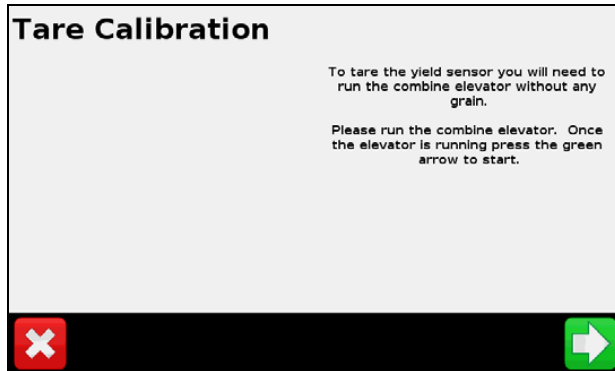 Tare Calibration
To tare the yield sensor you will need to
run the combine elevator without any
grain.
Please run the combine elevator.  Once
the elevator is running press the green
arrow to start.